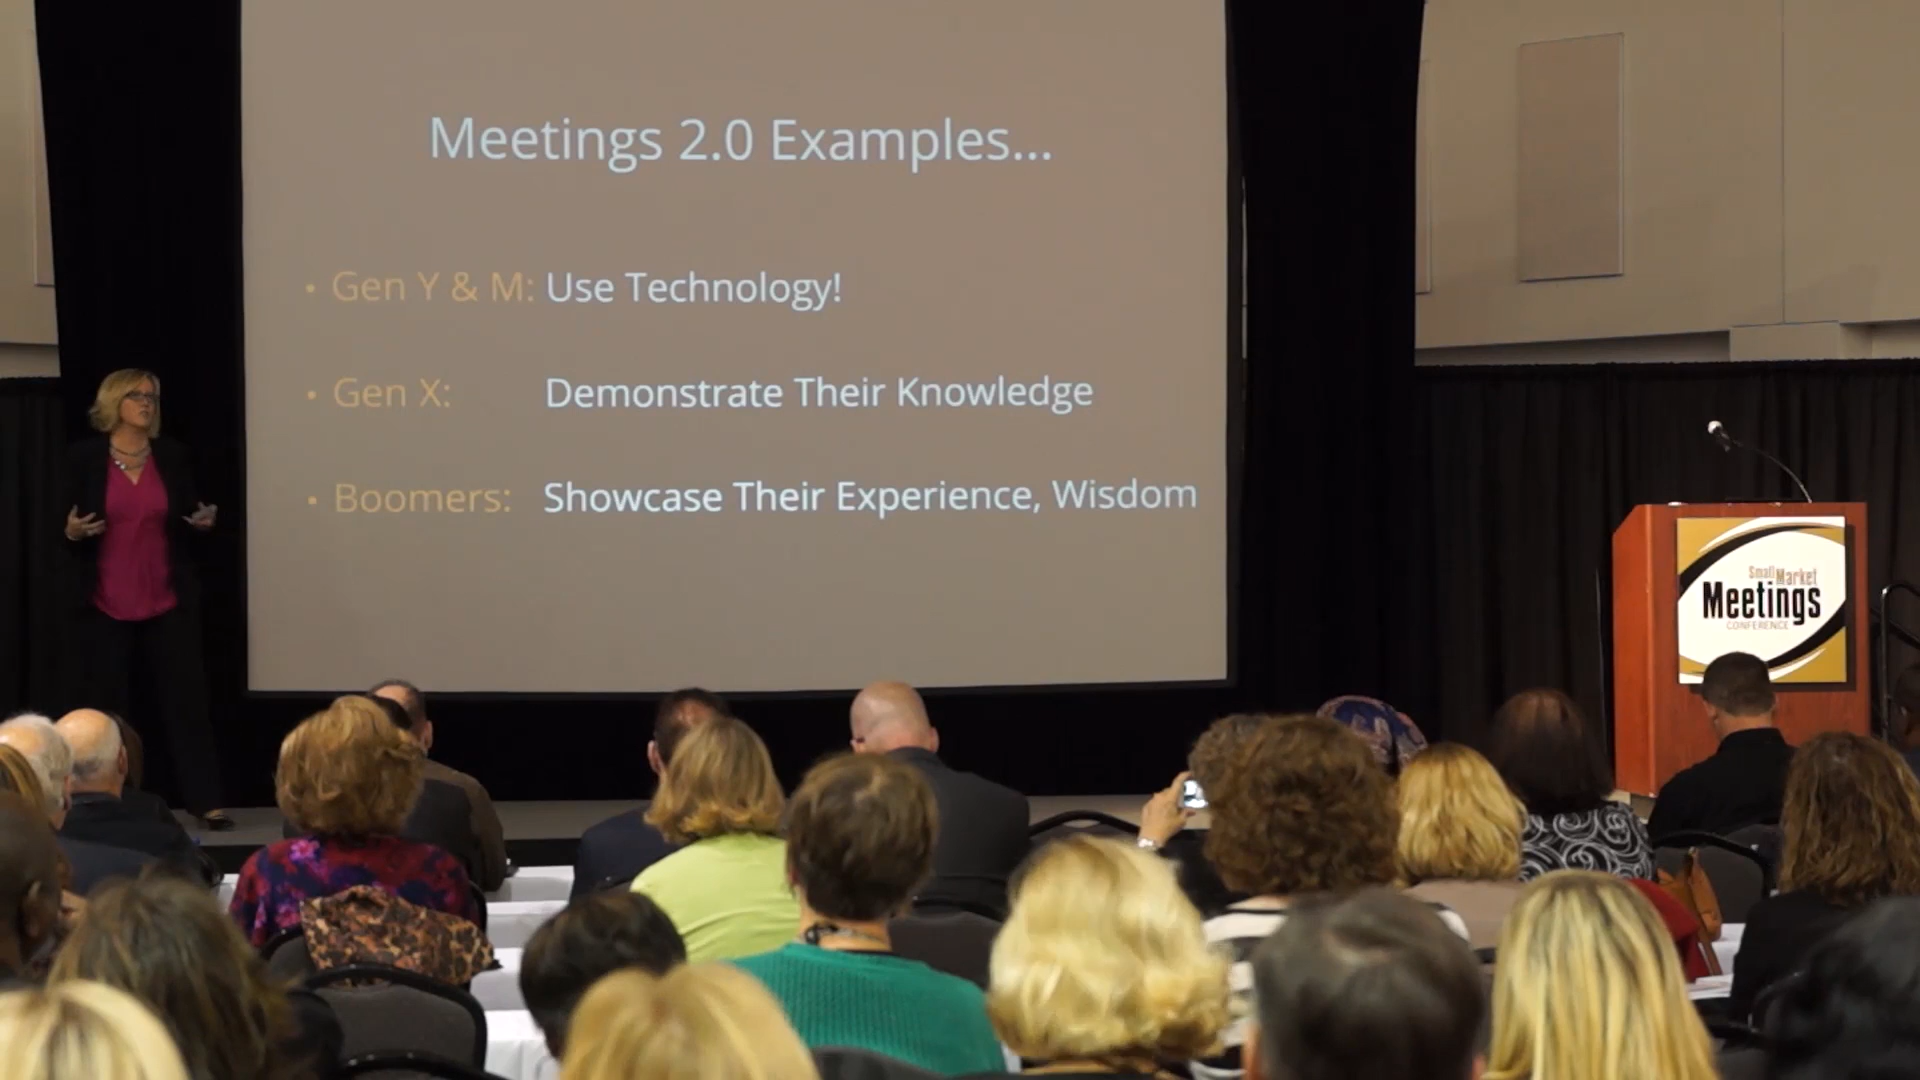 Meetings 2.0 Examples...
• Gen Y & M: Use Technology!
• Gen X: Demonstrate Their Knowledge
• Boomers: Showcase Their Experience, Wisdom
Small Market
Meetings
CONFERENCE